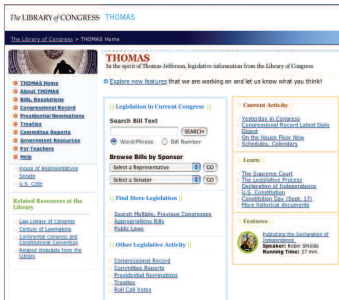 The LIBRARY of CONGRESS THOMAS
The Library of Congress > THOMAS Home
THOMAS
In the spirit of Thomas Jefferson, legislative information from the Library of Congress
Explore new features that we are working on and let us know what you think!
THOMAS Home
About THOMAS
Bills, Resolutions
Congressional Record
Presidential Nominations
Treaties
Committee Reports
Government Resources
For Teachers
Help
House of Representatives
Senate
U.S. Code
Related Resources at the
Library
Law Library of Congress
Century of Lawmaking
Continental Congress and
Constitutional Convention
Related Webcasts from the
Library
Legislation in Current Congress
Search Bill Text
SEARCH
Word/Phrase Bill Number
Browse Bills by Sponsor
Select a Representative GO
Select a Senator GO
Find More Legislation
Search Multiple, Previous Congresses
Appropriations Bills
Public Laws
Other Legislative Activity
Congressional Record
Committee Reports
Presidential Nominations
Treaties
Roll Call Votes
Current Activity
Yesterday in Congress
Congressional Record Latest Daily
Digest
On the House Floor Now
Schedules, Calendars
Learn
The Supreme Court
The Legislative Process
Declaration of Independence
U.S. Constitution
Constitution Day (Sept. 17)
More historical documents
Features
Publishing the Declaration of
Independence
Speaker: Robin Shields
Running Time: 27 min.